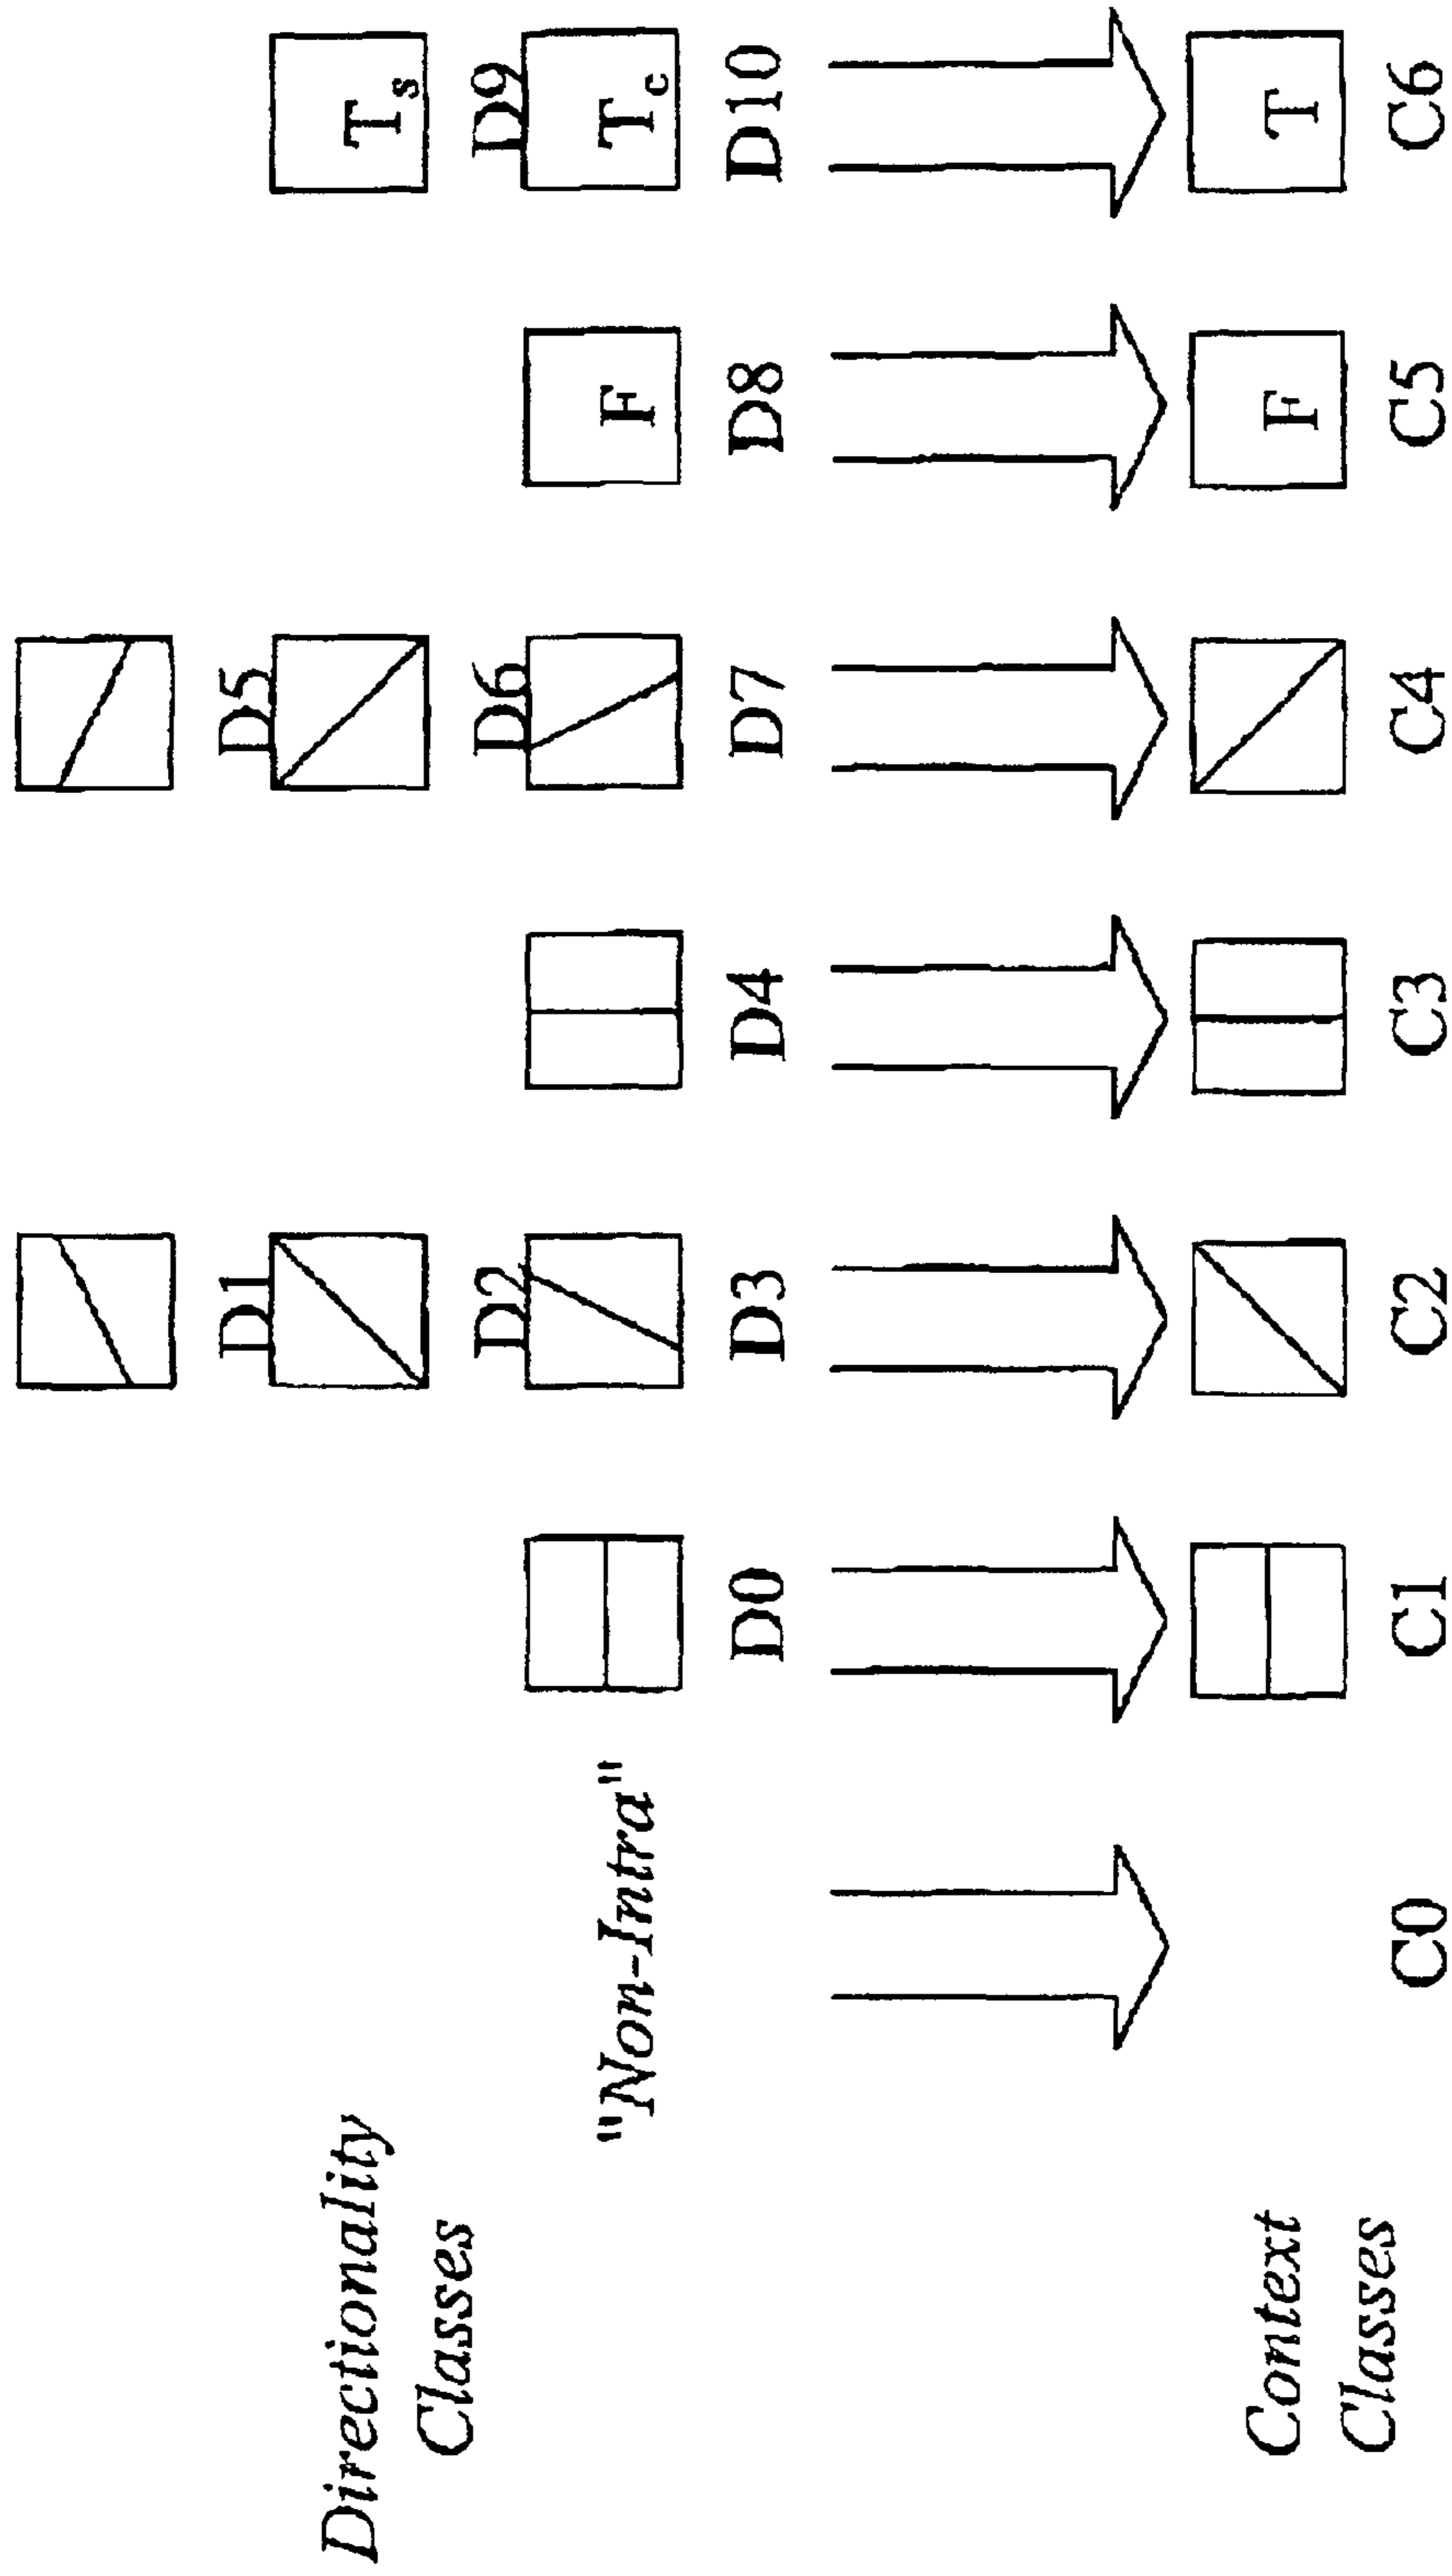 D1 D5
Directionality Ts
Classes
D2 D6 D9
"Non-Intra" F Tc
D0 D3 D4 D7 D8 D10
Context F T
Classes
C0 C1 C2 C3 C4 C5 C6